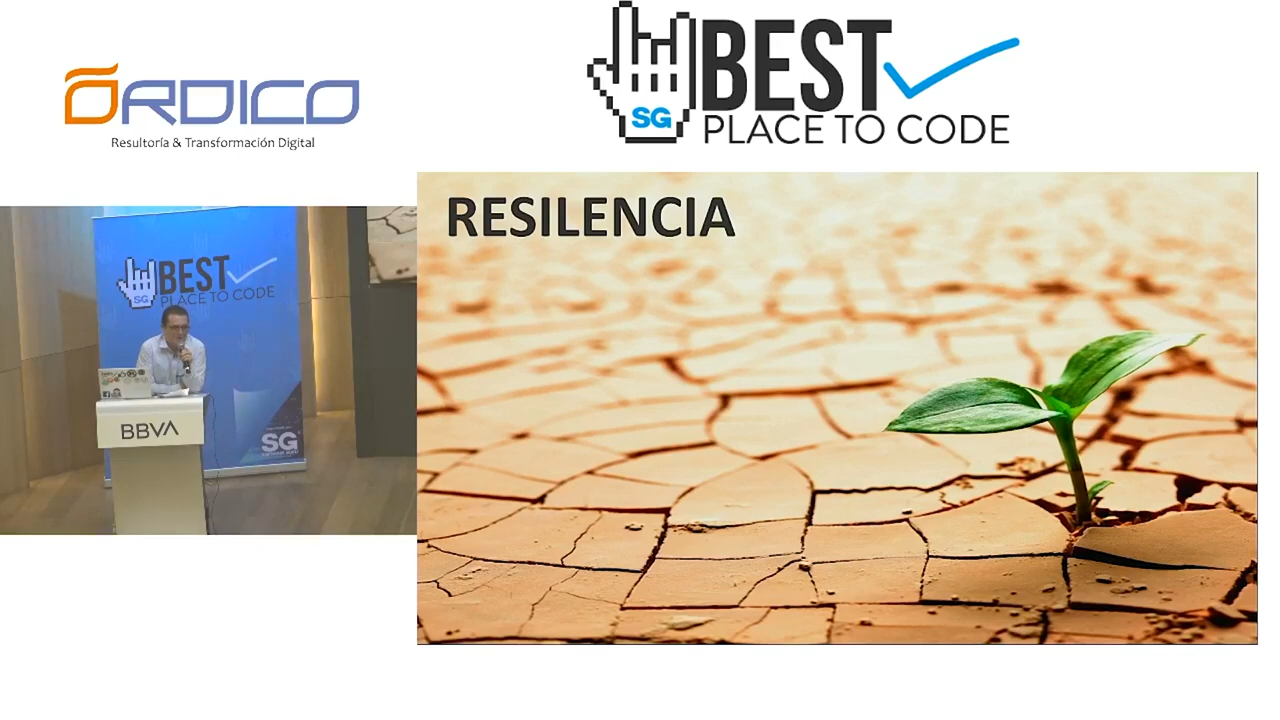 ÓRDICO
Resultoría & Transformación Digital
BEST
SG
PLACE TO CODE
RESILENCIA
BEST
SG
PLACE TO CODE
BBVA
SG